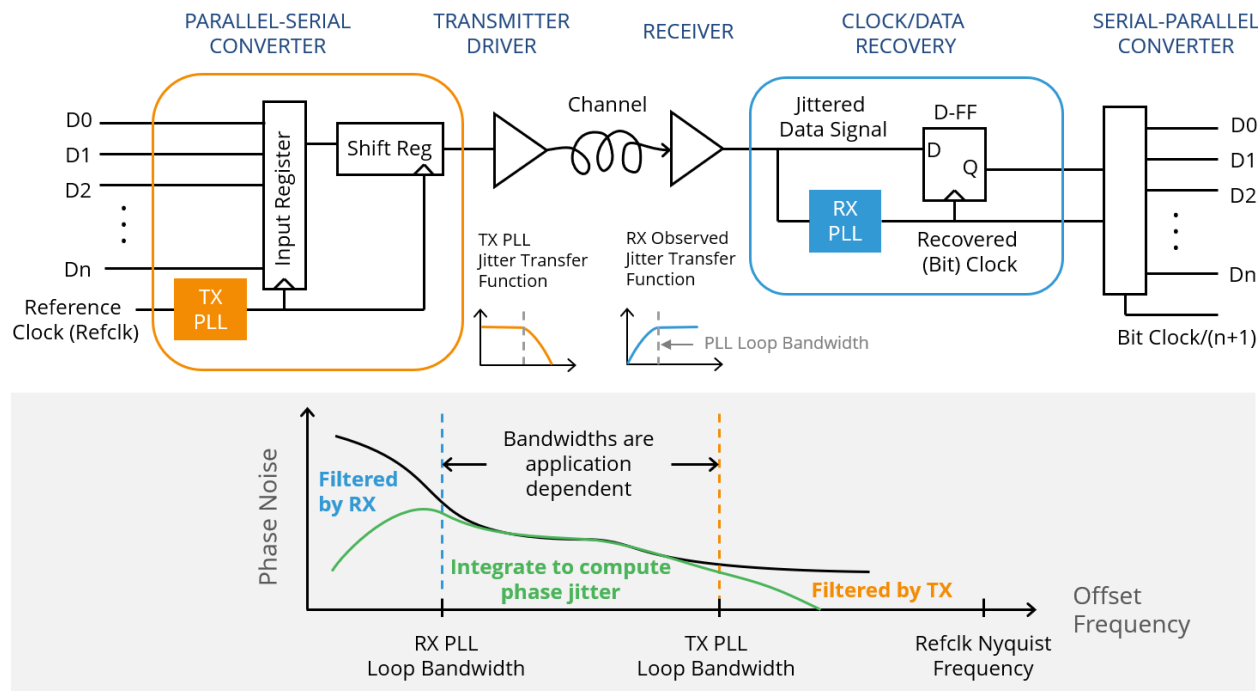 PARALLEL-SERIAL
CONVERTER
TRANSMITTER
DRIVER
RECEIVER
CLOCK/DATA
RECOVERY
SERIAL-PARALLEL
CONVERTER
D0
D1
D2
Dn
Input Register
Shift Reg
TX
PLL
Reference
Clock (Refclk)
Channel
Jittered
Data Signal
D-FF
D
Q
RX
PLL
Recovered
(Bit) Clock
D0
D1
D2
Dn
Bit Clock/(n+1)
TX PLL
Jitter Transfer
Function
RX Observed
Jitter Transfer
Function
PLL Loop Bandwidth
Phase Noise
Filtered
by RX
Bandwidths are
application
dependent
Integrate to compute
phase jitter
Filtered by TX
Offset
Frequency
RX PLL
Loop Bandwidth
TX PLL
Loop Bandwidth
Refclk Nyquist
Frequency